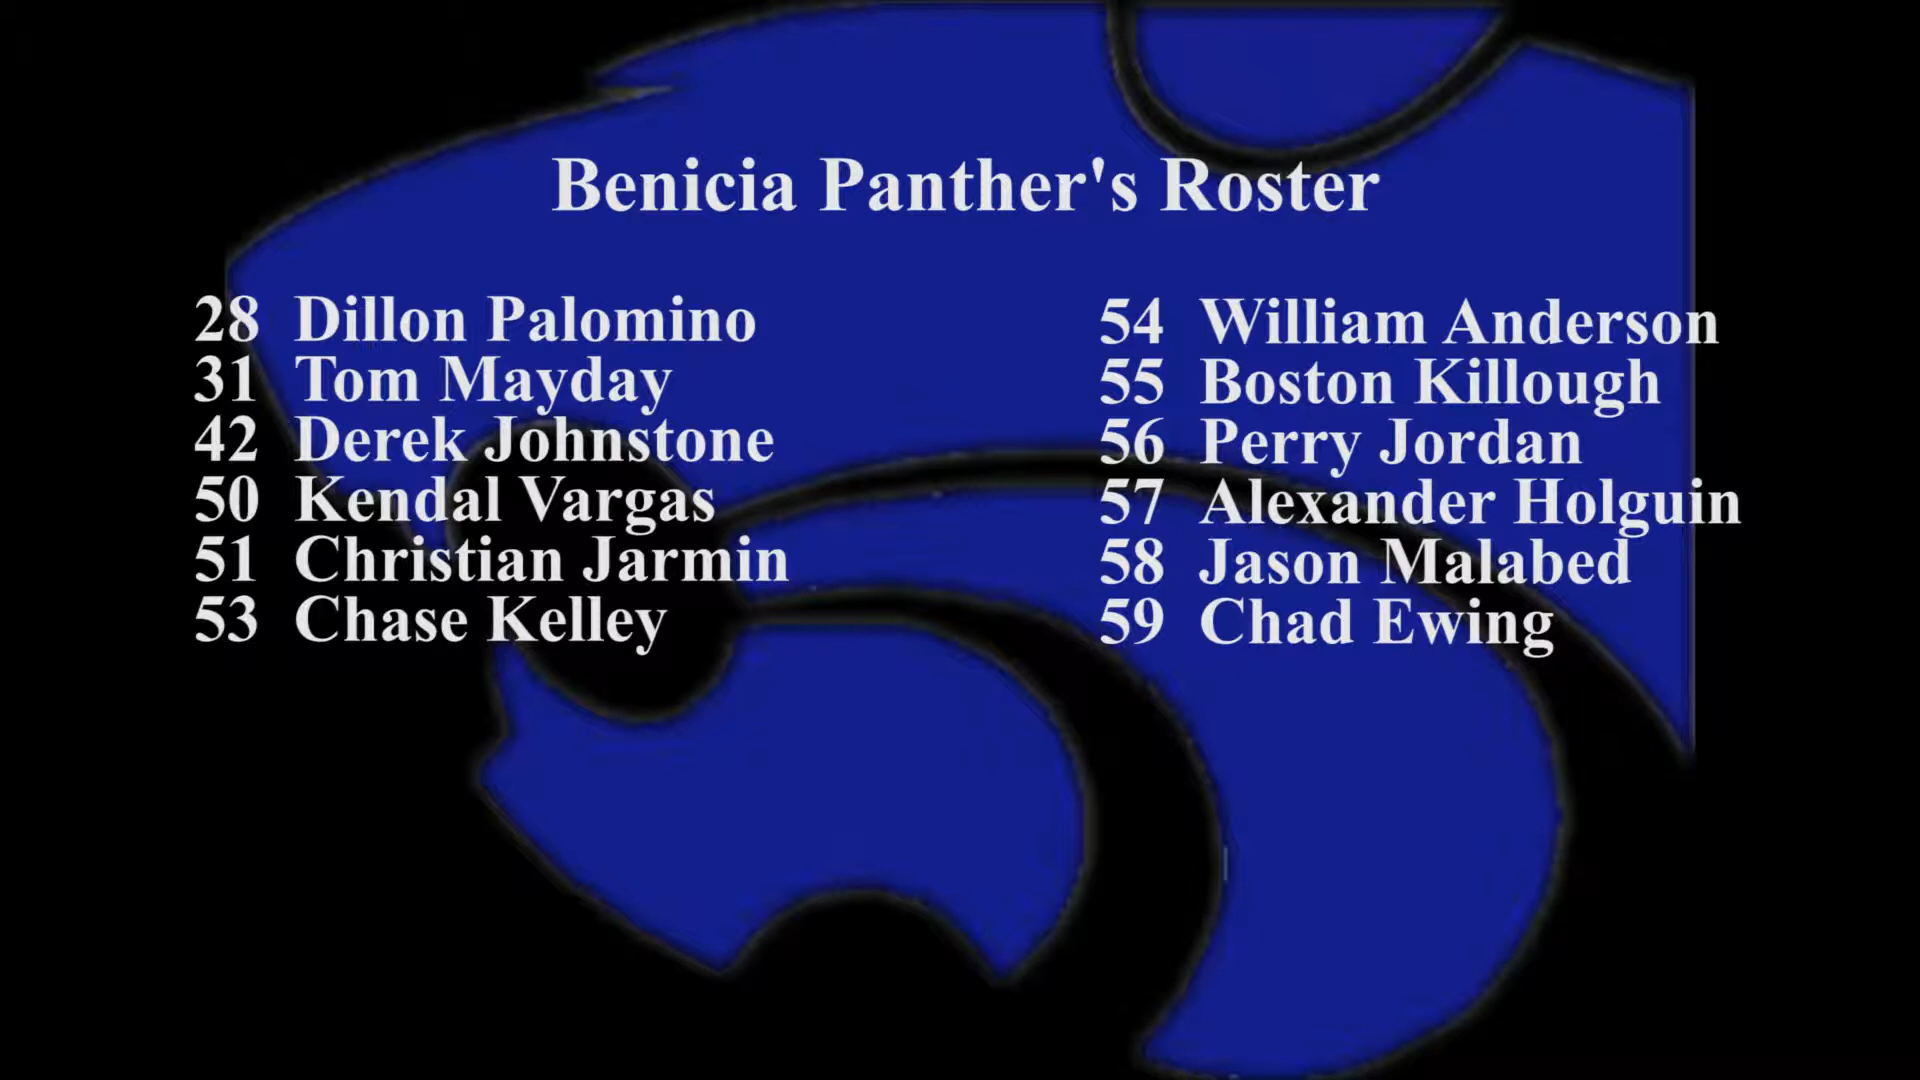 Benicia Panther's Roster
28 Dillon Palomino
31 Tom Mayday
42 Derek Johnstone
50 Kendal Vargas
51 Christian Jarmin
53 Chase Kelley
54 William Anderson
55 Boston Killough
56 Perry Jordan
57 Alexander Holguin
58 Jason Malabed
59 Chad Ewing